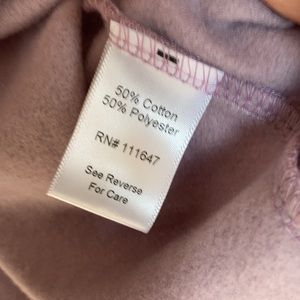 50% Cotton
50% Polyester
RN# 111647
See Reverse
For Care